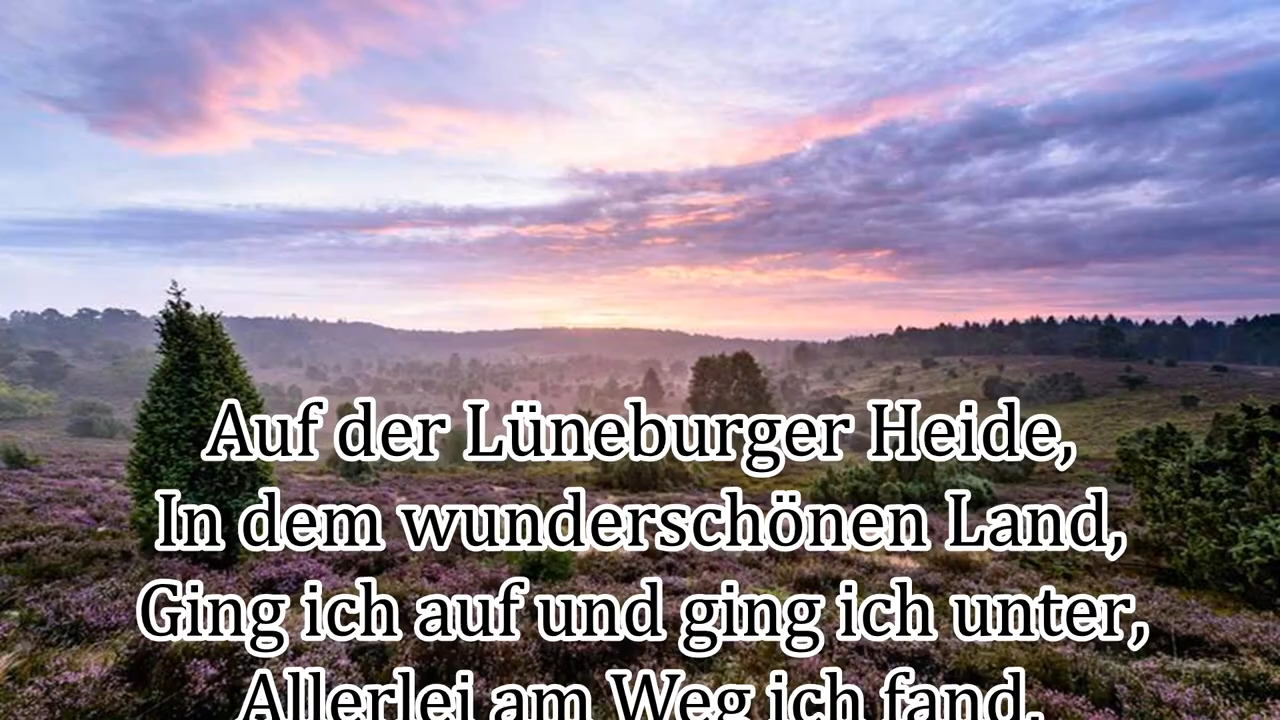 Auf der Lüneburger Heide,
In dem wunderschönen Land,
Ging ich auf und ging ich unter,
Allerlei am Weg ich fand.